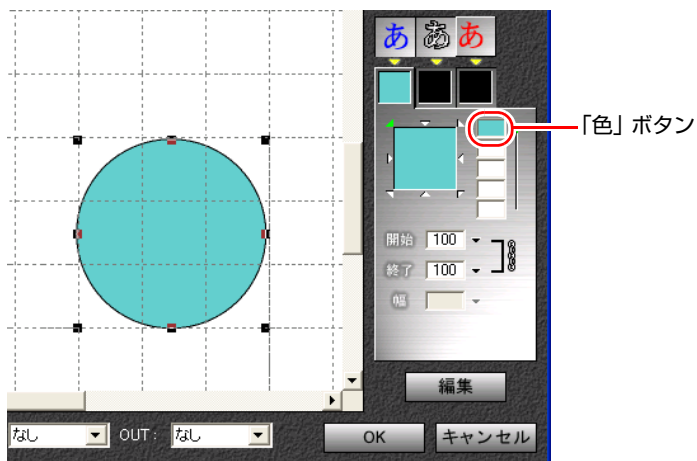 あ あ あ
「色」ボタン
開始 100
終了 100
幅
編集
なし OUT: なし OK キャンセル